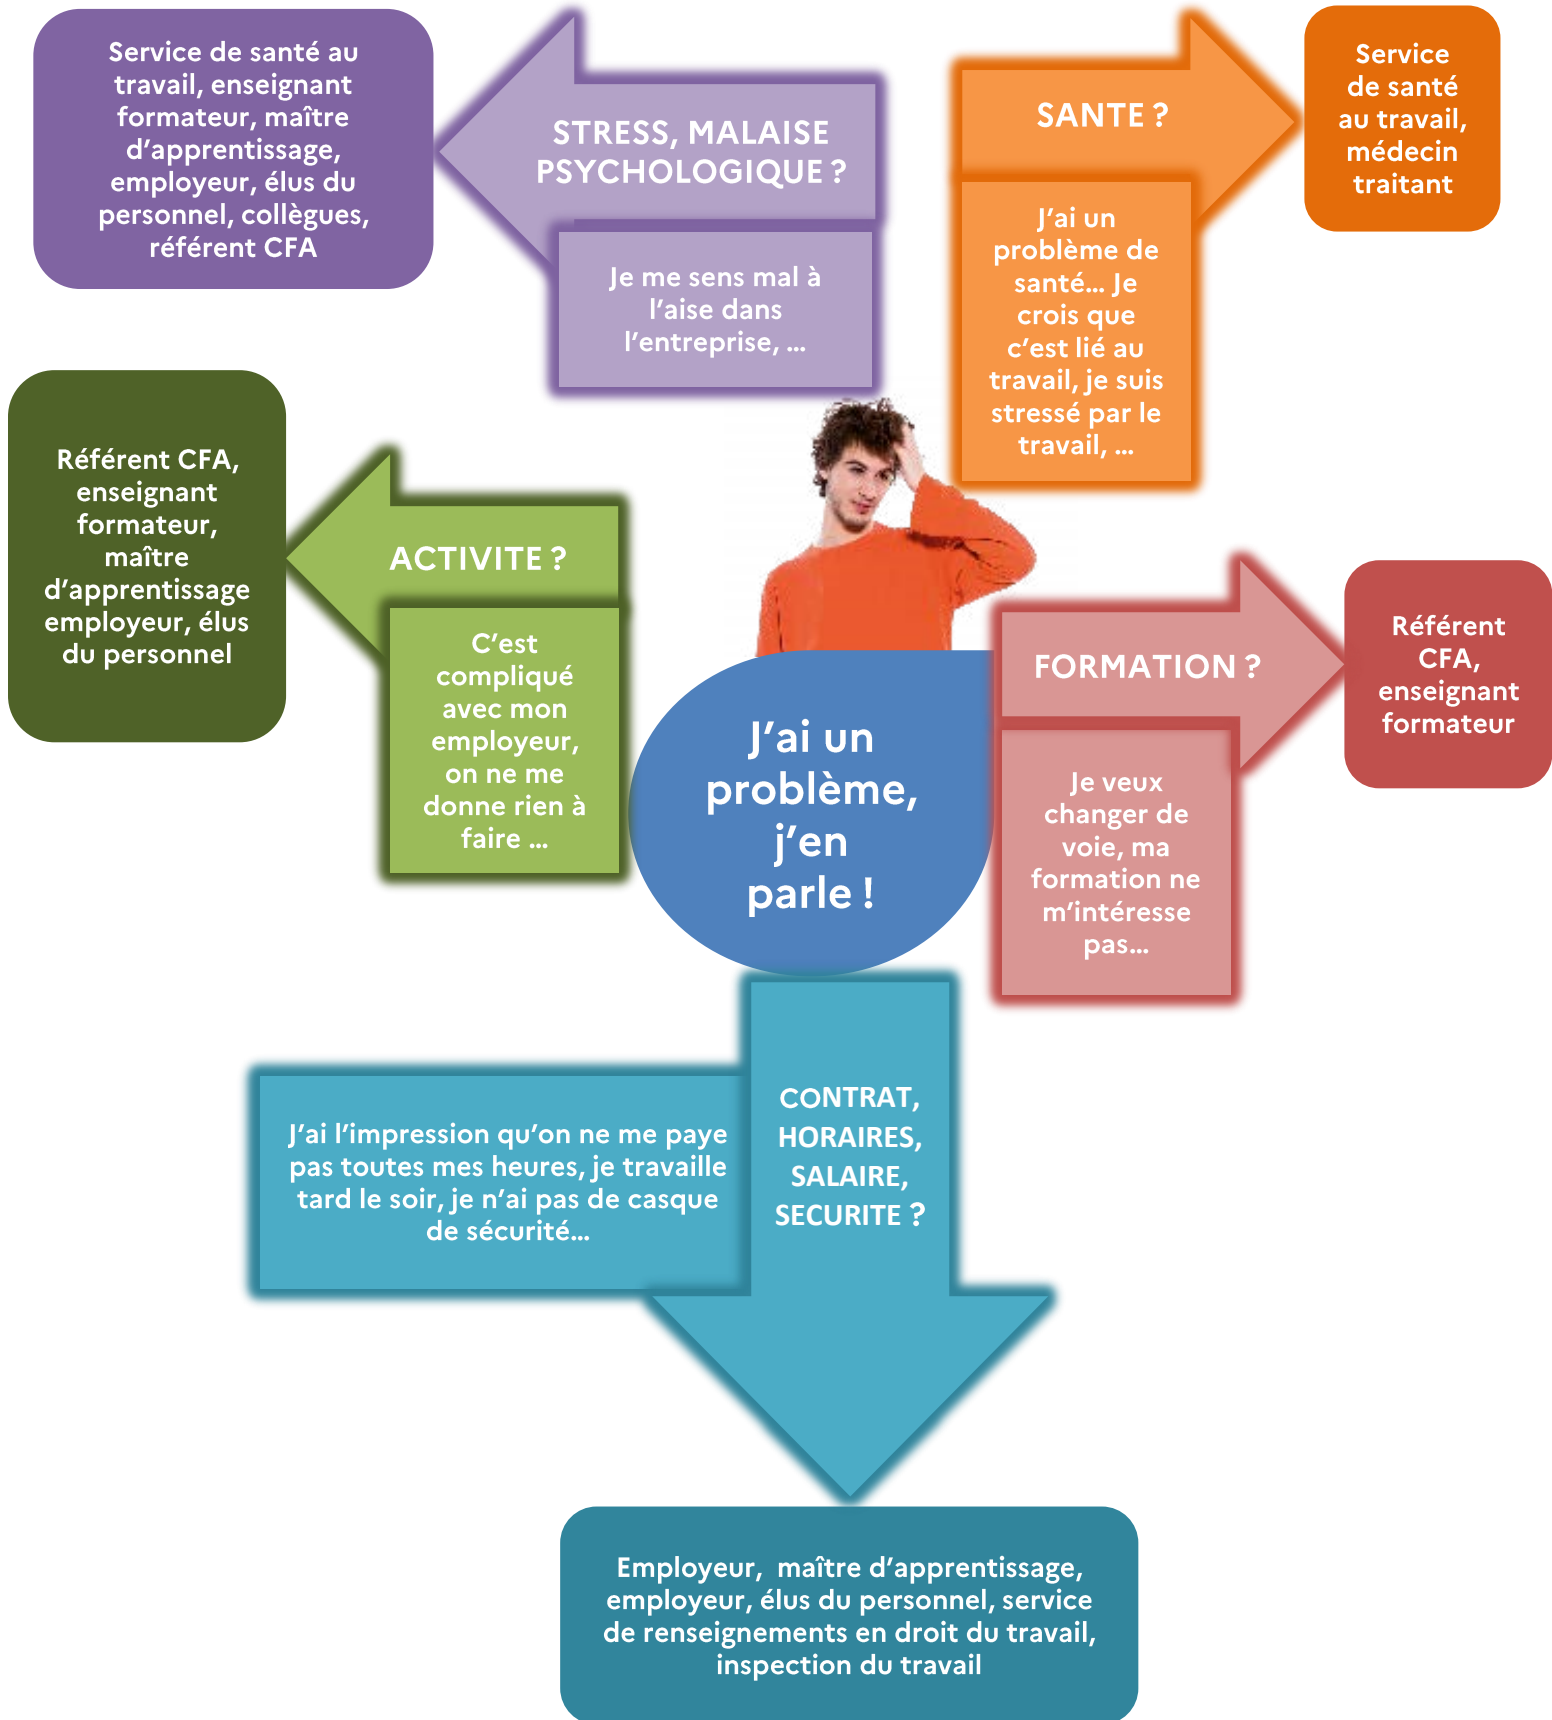 Service de santé au
travail, enseignant
formateur, maître
d’apprentissage,
employeur, élus du
personnel, collègues,
référent CFA
STRESS, MALAISE
PSYCHOLOGIQUE ?
Je me sens mal à
l’aise dans
l’entreprise, …
SANTE ?
J’ai un
problème de
santé… Je
crois que
c’est lié au
travail, je suis
stressé par le
travail, …
Service
de santé
au travail,
médecin
traitant
Référent CFA,
enseignant
formateur,
maître
d’apprentissage
employeur, élus
du personnel
ACTIVITE ?
C’est
compliqué
avec mon
employeur,
on ne me
donne rien à
faire …
J’ai un
problème,
j’en
parle !
FORMATION ?
Je veux
changer de
voie, ma
formation ne
m’intéresse
pas…
Référent
CFA,
enseignant
formateur
J’ai l’impression qu’on ne me paye
pas toutes mes heures, je travaille
tard le soir, je n’ai pas de casque
de sécurité…
CONTRAT,
HORAIRES,
SALAIRE,
SECURITE ?
Employeur,  maître d’apprentissage,
employeur, élus du personnel, service
de renseignements en droit du travail,
inspection du travail